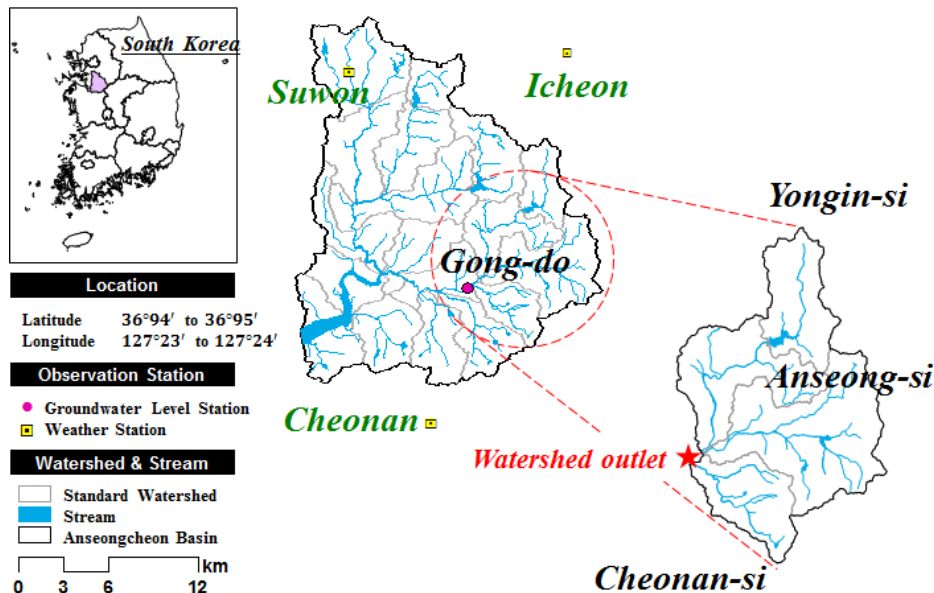 South Korea
Suwon
Icheon
Yongin-si
Gong-do
Anseong-si
Cheonan
Watershed outlet
Cheonan-si
Location
Latitude 36°94′ to 36°95′
Longitude 127°23′ to 127°24′
Observation Station
Groundwater Level Station
Weather Station
Watershed & Stream
Standard Watershed
Stream
Anseongcheon Basin
km
0 3 6 12